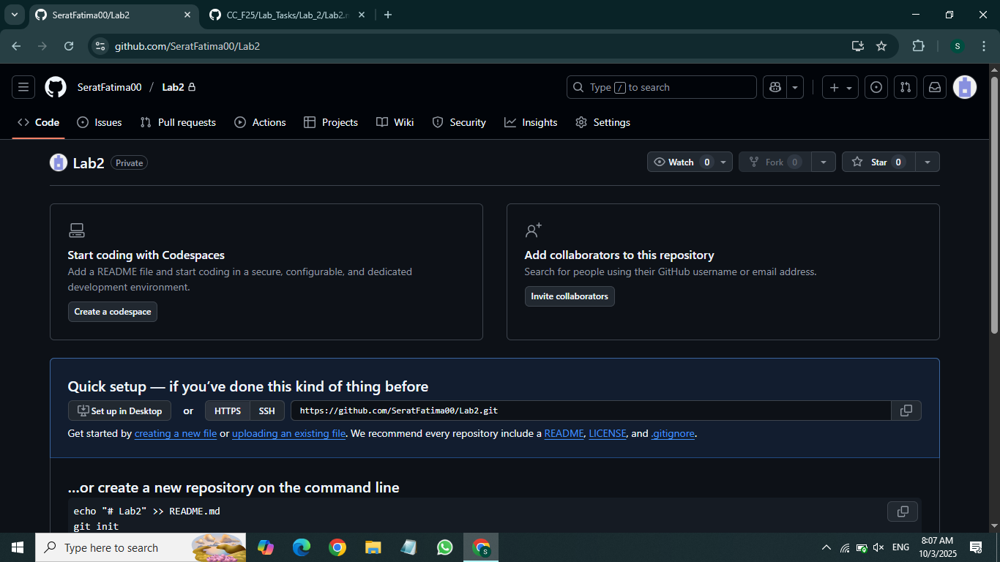 SeratFatima00/Lab2
CC_F25/Lab_Tasks/Lab_2/Lab2.
github.com/SeratFatima00/Lab2
S
SeratFatima00 / Lab2
Type / to search
Code
Issues
Pull requests
Actions
Projects
Wiki
Security
Insights
Settings
Lab2 Private
Watch 0
Fork 0
Star 0
Start coding with Codespaces
Add a README file and start coding in a secure, configurable, and dedicated
development environment.
Create a codespace
Add collaborators to this repository
Search for people using their GitHub username or email address.
Invite collaborators
Quick setup — if you’ve done this kind of thing before
Set up in Desktop or HTTPS SSH https://github.com/SeratFatima00/Lab2.git
Get started by creating a new file or uploading an existing file. We recommend every repository include a README, LICENSE, and .gitignore.
…or create a new repository on the command line
echo "# Lab2" >> README.md
git init
Type here to search
S
ENG
8:07 AM
10/3/2025